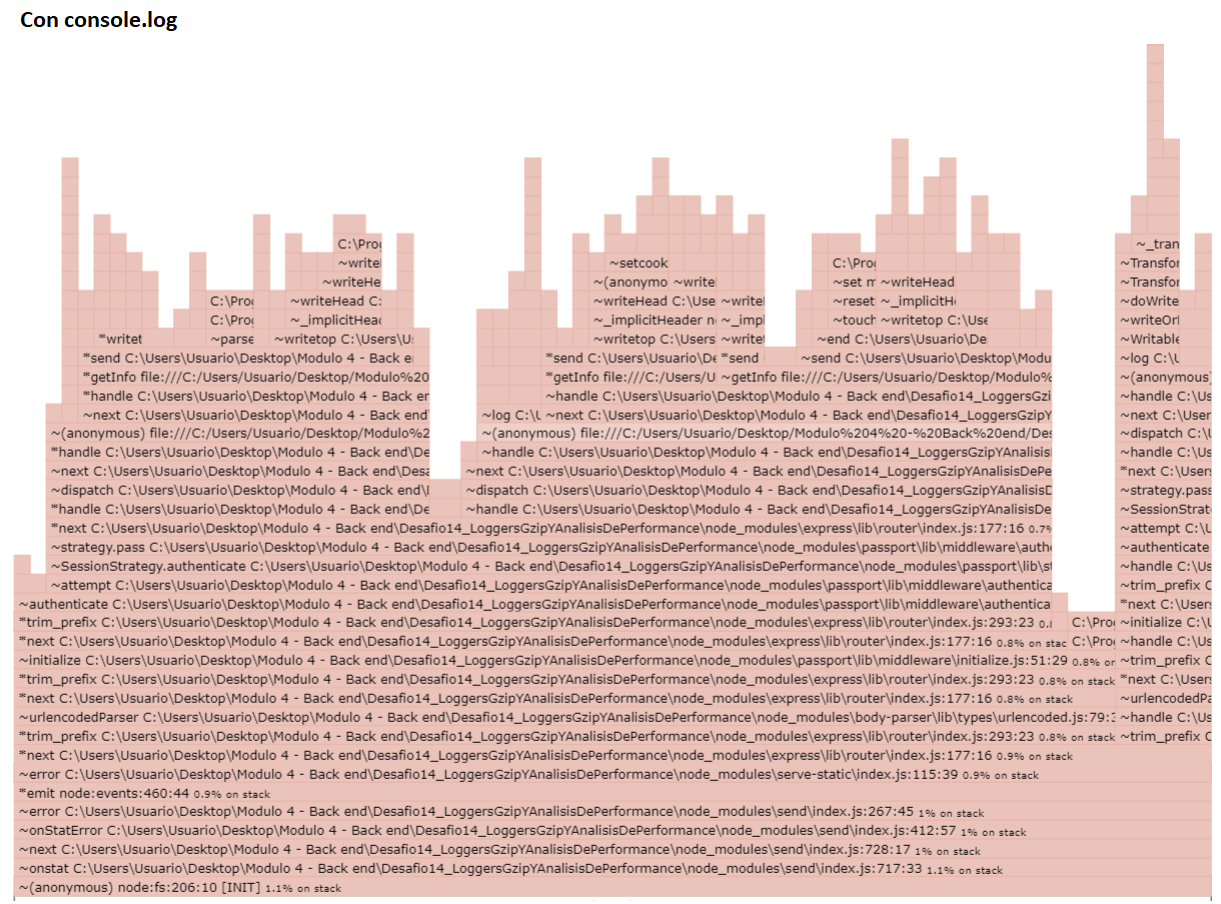 Con console.log
C:\Prog
~_tran
~write
~setcook
C:\Prog
~Transfor
~writeHe
~(anonymo ~write
~set m ~writeHead
~Transfor
C:\Prog
~writeHead C:
~writeHead C:\Use
~write
~reset ~_implicitH
~doWrite
C:\Prog
~_implicitHead
~_implicitHeader n
~_impl
~touch ~writetop C:\Use
~writeOr
*writet
~parse
~writetop C:\Users\U
~writetop C:\Users
~writet
~end C:\Users\Usuario\De
~Writable
*send C:\Users\Usuario\Desktop\Modulo 4 - Back e
*send C:\Users\Usuario\De
*send
~send C:\Users\Usuario\Desktop\Modu
~log C:\U
*getInfo file:///C:/Users/Usuario/Desktop/Modulo%20
*getInfo file:///C:/Users/U
~getInfo file:///C:/Users/Usuario/Desktop/Modulo%
~(anonymous)
*handle C:\Users\Usuario\Desktop\Modulo 4 - Back en
~handle C:\Users\Usuario\Desktop\Modulo 4 - Back end\Desafio14_LoggersGzi
~handle C:\Us
~next C:\Users\Usuario\Desktop\Modulo 4 - Back end\
~log C:\U
~next C:\Users\Usuario\Desktop\Modulo 4 - Back end\Desafio14_LoggersGzipY
~next C:\User
~(anonymous) file:///C:/Users/Usuario/Desktop/Modulo%2
~(anonymous) file:///C:/Users/Usuario/Desktop/Modulo%204%20-%20Back%20end/Des
~dispatch C:\
*handle C:\Users\Usuario\Desktop\Modulo 4 - Back end\De
~handle C:\Users\Usuario\Desktop\Modulo 4 - Back end\Desafio14_LoggersGzipYAnalis
~handle C:\Us
~next C:\Users\Usuario\Desktop\Modulo 4 - Back end\Desa
~next C:\Users\Usuario\Desktop\Modulo 4 - Back end\Desafio14_LoggersGzipYAnalisisDePe
*next C:\Users
~dispatch C:\Users\Usuario\Desktop\Modulo 4 - Back end\
~dispatch C:\Users\Usuario\Desktop\Modulo 4 - Back end\Desafio14_LoggersGzipYAnalisisD
~strategy.pass
*handle C:\Users\Usuario\Desktop\Modulo 4 - Back end\De
~handle C:\Users\Usuario\Desktop\Modulo 4 - Back end\Desafio14_LoggersGzipYAnalisisDe
~SessionStrat
*next C:\Users\Usuario\Desktop\Modulo 4 - Back end\Desafio14_LoggersGzipYAnalisisDePerformance\node_modules\express\lib\router\index.js:177:16 0.7%
~attempt C:\U
~strategy.pass C:\Users\Usuario\Desktop\Modulo 4 - Back end\Desafio14_LoggersGzipYAnalisisDePerformance\node_modules\passport\lib\middleware\authe
~authenticate
~SessionStrategy.authenticate C:\Users\Usuario\Desktop\Modulo 4 - Back end\Desafio14_LoggersGzipYAnalisisDePerformance\node_modules\passport\lib\st
~handle C:\Us
~attempt C:\Users\Usuario\Desktop\Modulo 4 - Back end\Desafio14_LoggersGzipYAnalisisDePerformance\node_modules\passport\lib\middleware\authentica
~trim_prefix C
~authenticate C:\Users\Usuario\Desktop\Modulo 4 - Back end\Desafio14_LoggersGzipYAnalisisDePerformance\node_modules\passport\lib\middleware\authentica
*next C:\Users
*trim_prefix C:\Users\Usuario\Desktop\Modulo 4 - Back end\Desafio14_LoggersGzipYAnalisisDePerformance\node_modules\express\lib\router\index.js:293:23 0.8
C:\Prog
~initialize C:\U
*next C:\Users\Usuario\Desktop\Modulo 4 - Back end\Desafio14_LoggersGzipYAnalisisDePerformance\node_modules\express\lib\router\index.js:177:16 0.8% on stac
C:\Prog
~handle C:\Us
~initialize C:\Users\Usuario\Desktop\Modulo 4 - Back end\Desafio14_LoggersGzipYAnalisisDePerformance\node_modules\passport\lib\middleware\initialize.js:51:29 0.8% or
~trim_prefix C
*trim_prefix C:\Users\Usuario\Desktop\Modulo 4 - Back end\Desafio14_LoggersGzipYAnalisisDePerformance\node_modules\express\lib\router\index.js:293:23 0.8% on stack
*next C:\Users
*next C:\Users\Usuario\Desktop\Modulo 4 - Back end\Desafio14_LoggersGzipYAnalisisDePerformance\node_modules\express\lib\router\index.js:177:16 0.8% on stack
~urlencodedPa
~urlencodedParser C:\Users\Usuario\Desktop\Modulo 4 - Back end\Desafio14_LoggersGzipYAnalisisDePerformance\node_modules\body-parser\lib\types\urlencoded.js:79:3
~handle C:\Us
*trim_prefix C:\Users\Usuario\Desktop\Modulo 4 - Back end\Desafio14_LoggersGzipYAnalisisDePerformance\node_modules\express\lib\router\index.js:293:23 0.8% on stack
~trim_prefix C
*next C:\Users\Usuario\Desktop\Modulo 4 - Back end\Desafio14_LoggersGzipYAnalisisDePerformance\node_modules\express\lib\router\index.js:177:16 0.9% on stack
~error C:\Users\Usuario\Desktop\Modulo 4 - Back end\Desafio14_LoggersGzipYAnalisisDePerformance\node_modules\serve-static\index.js:115:39 0.9% on stack
*emit node:events:460:44 0.9% on stack
~error C:\Users\Usuario\Desktop\Modulo 4 - Back end\Desafio14_LoggersGzipYAnalisisDePerformance\node_modules\send\index.js:267:45 1% on stack
~onStatError C:\Users\Usuario\Desktop\Modulo 4 - Back end\Desafio14_LoggersGzipYAnalisisDePerformance\node_modules\send\index.js:412:57 1% on stack
~next C:\Users\Usuario\Desktop\Modulo 4 - Back end\Desafio14_LoggersGzipYAnalisisDePerformance\node_modules\send\index.js:728:17 1% on stack
~onstat C:\Users\Usuario\Desktop\Modulo 4 - Back end\Desafio14_LoggersGzipYAnalisisDePerformance\node_modules\send\index.js:717:33 1.1% on stack
~(anonymous) node:fs:206:10 [INIT] 1.1% on stack